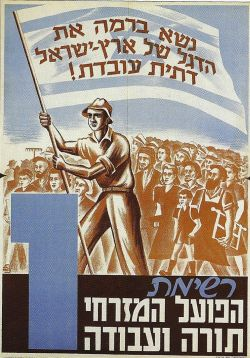 נשא ברמה את
הדגל של ארץ-ישראל
דתית עובדת!
רשימת
הפועל המזרחי
תורה ועבודה